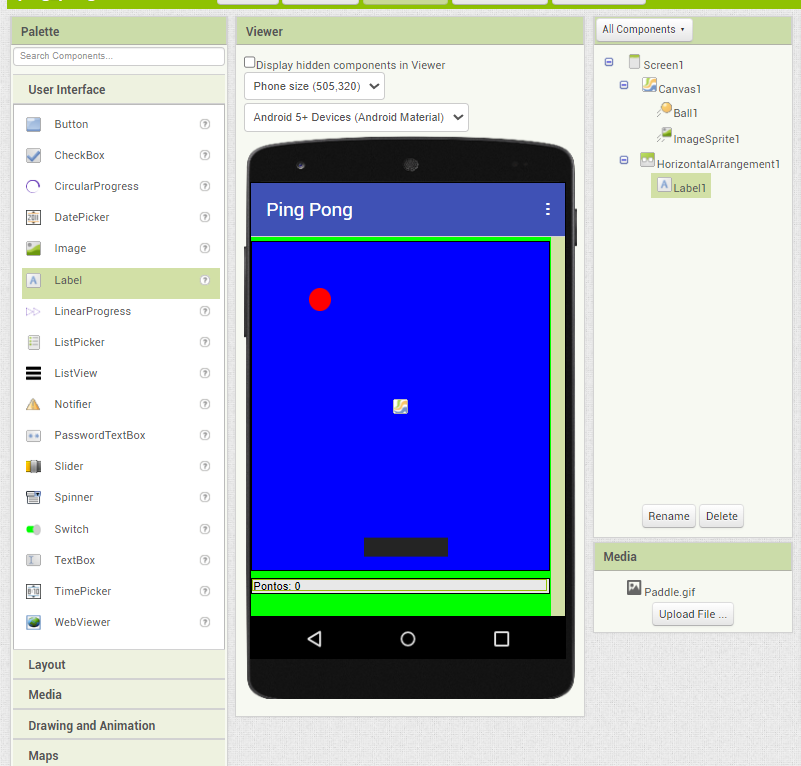 Palette
Search Components...
User Interface
Button
CheckBox
CircularProgress
DatePicker
Image
Label
LinearProgress
ListPicker
ListView
Notifier
PasswordTextBox
Slider
Spinner
Switch
TextBox
TimePicker
WebViewer
Layout
Media
Drawing and Animation
Maps
Viewer
Display hidden components in Viewer
Phone size (505,320)
Android 5+ Devices (Android Material)
Ping Pong
Pontos: 0
All Components
Screen1
Canvas1
Ball1
ImageSprite1
HorizontalArrangement1
Label1
Rename Delete
Media
Paddle.gif
Upload File ...